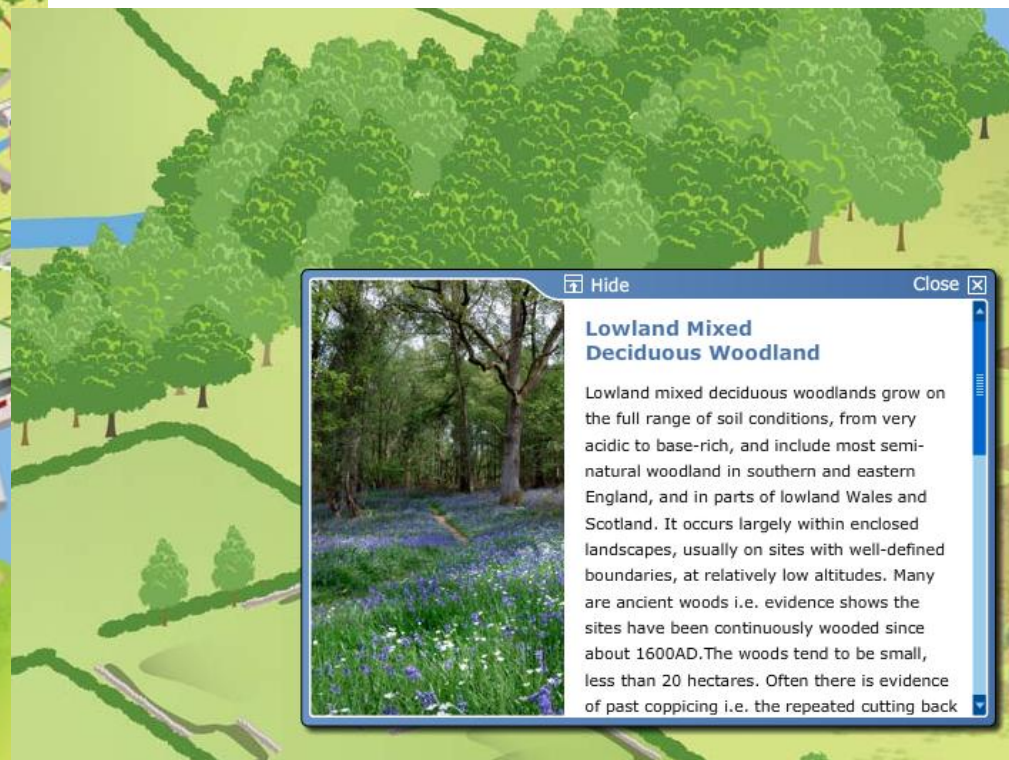 Hide
Close
Lowland Mixed
Deciduous Woodland
Lowland mixed deciduous woodlands grow on
the full range of soil conditions, from very
acidic to base-rich, and include most semi-
natural woodland in southern and eastern
England, and in parts of lowland Wales and
Scotland. It occurs largely within enclosed
landscapes, usually on sites with well-defined
boundaries, at relatively low altitudes. Many
are ancient woods i.e. evidence shows the
sites have been continuously wooded since
about 1600AD.The woods tend to be small,
less than 20 hectares. Often there is evidence
of past coppicing i.e. the repeated cutting back